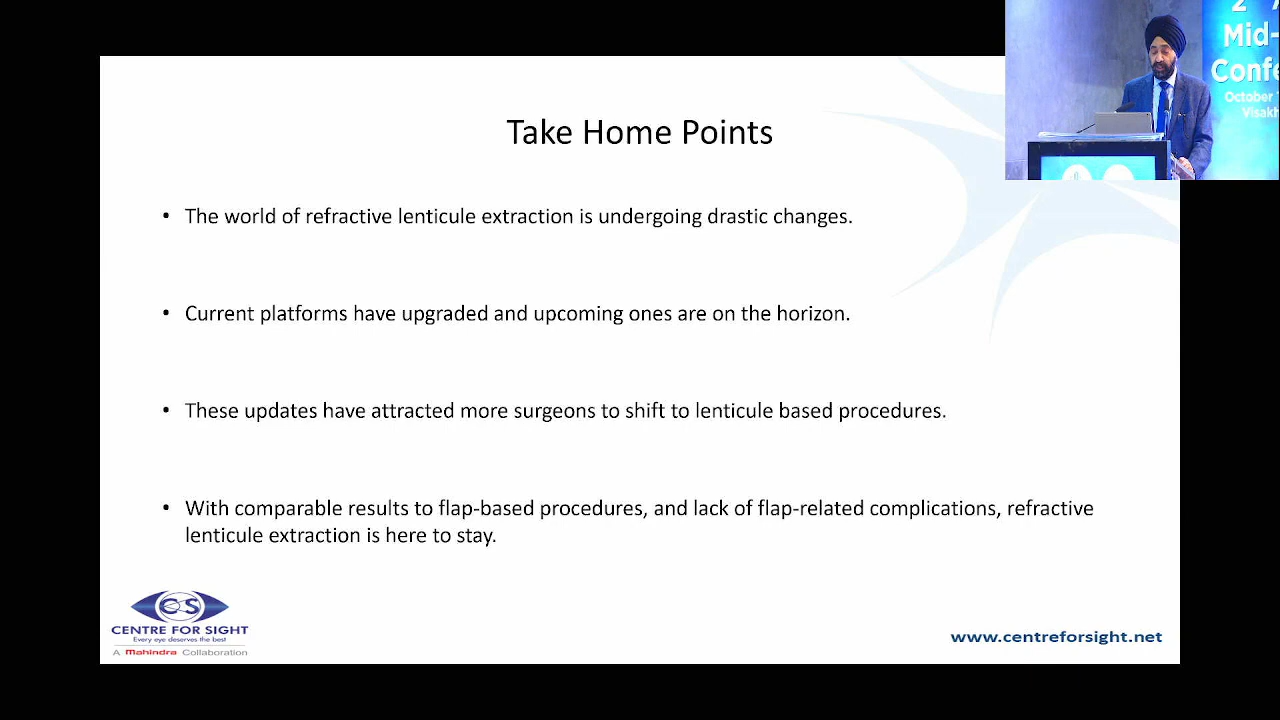 Take Home Points
• The world of refractive lenticule extraction is undergoing drastic changes.
• Current platforms have upgraded and upcoming ones are on the horizon.
• These updates have attracted more surgeons to shift to lenticule based procedures.
• With comparable results to flap-based procedures, and lack of flap-related complications, refractive
lenticule extraction is here to stay.
CS
CENTRE FOR SIGHT
Every eye deserves the best
A Mahindra Collaboration
www.centreforsight.net
Mid-
Confe
October
Visakh